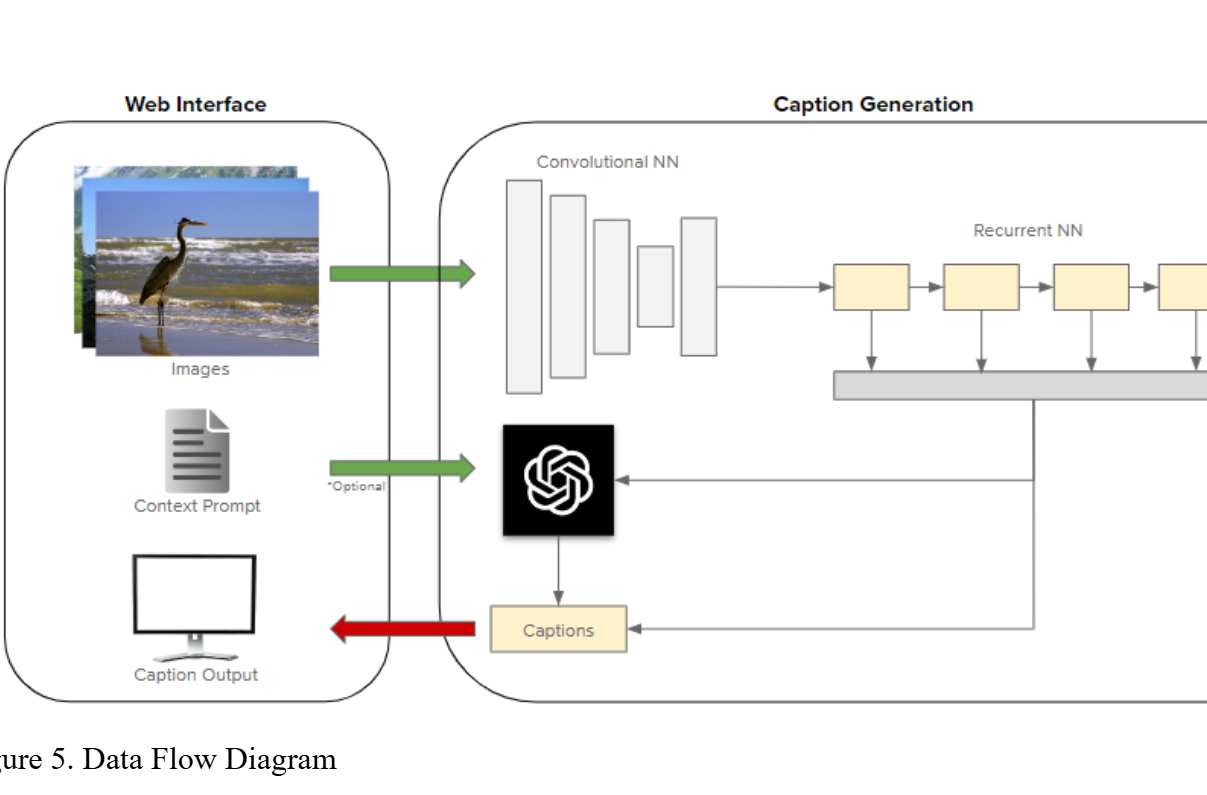 Web Interface
Caption Generation
Convolutional NN
Recurrent NN
Images
*Optional
Context Prompt
Captions
Caption Output
gure 5. Data Flow Diagram